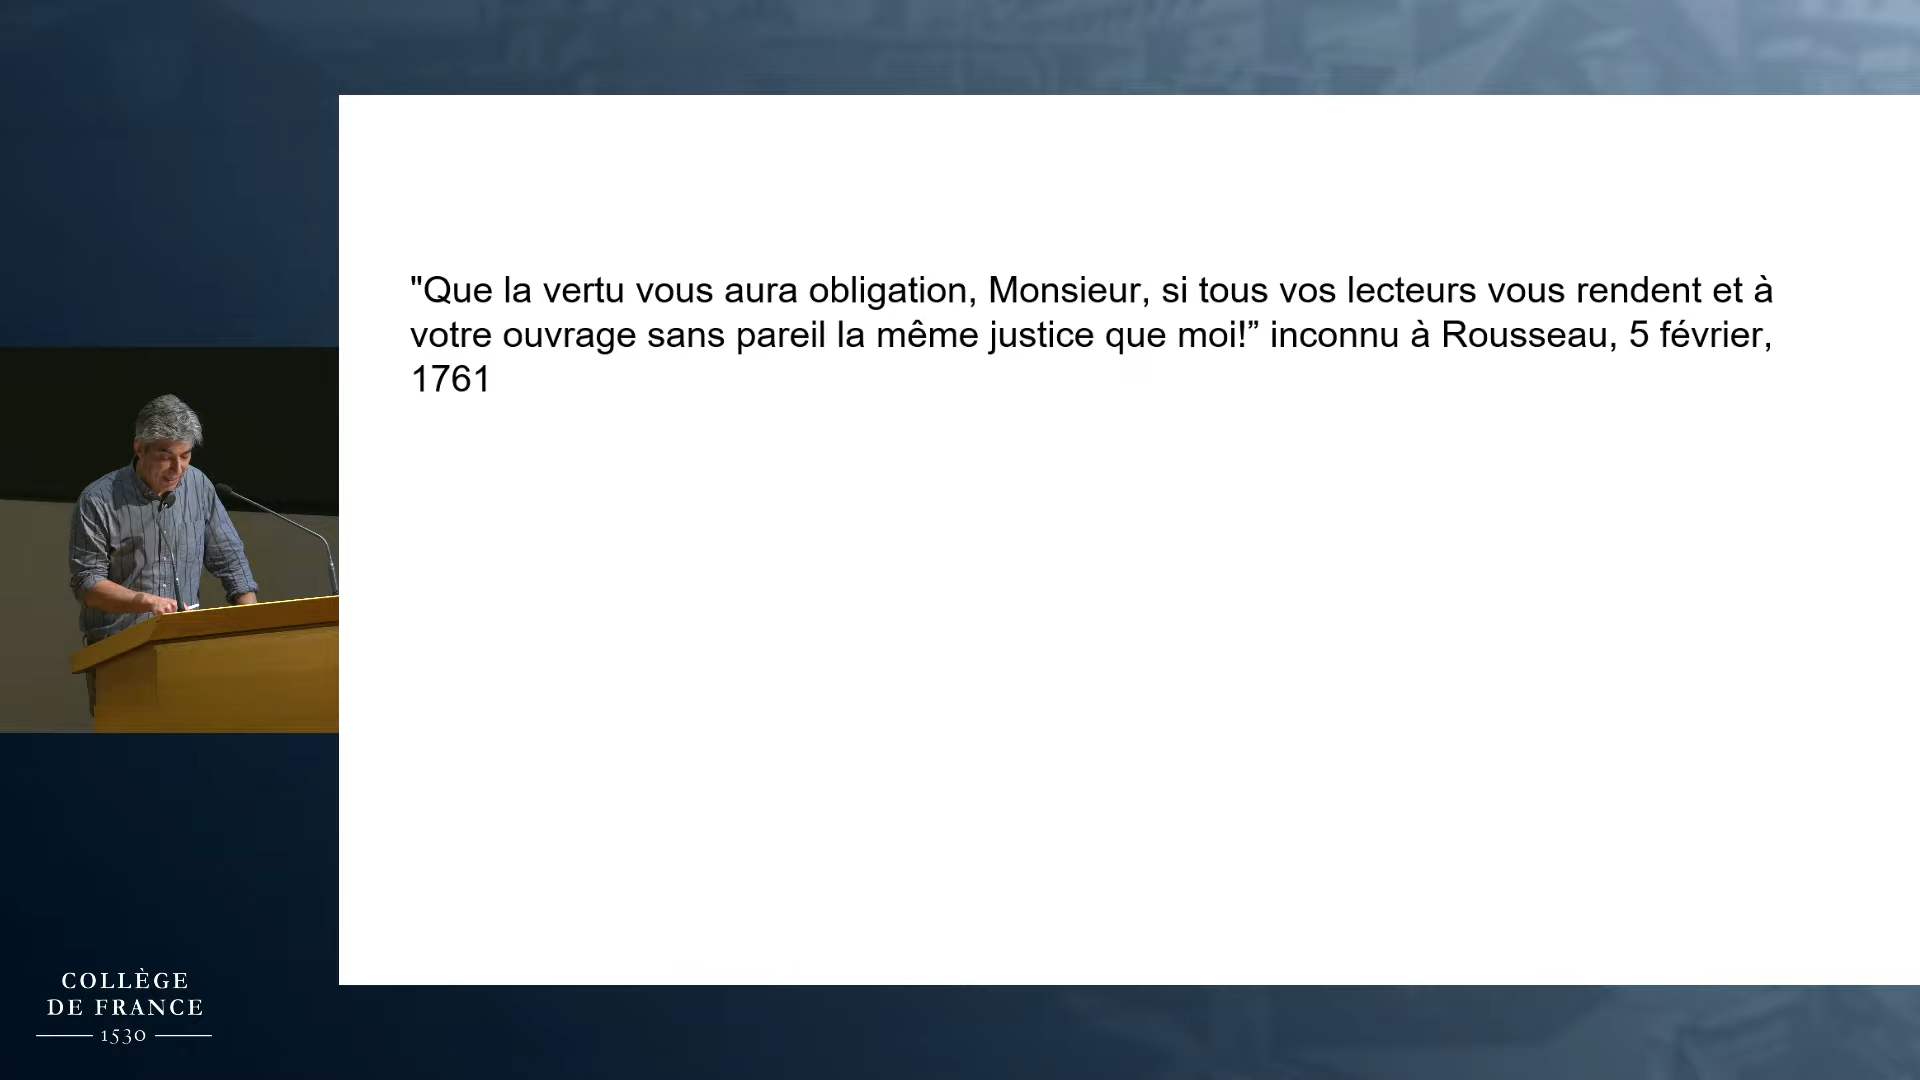 "Que la vertu vous aura obligation, Monsieur, si tous vos lecteurs vous rendent et à
votre ouvrage sans pareil la même justice que moi!” inconnu à Rousseau, 5 février,
1761
COLLÈGE
DE FRANCE
1530